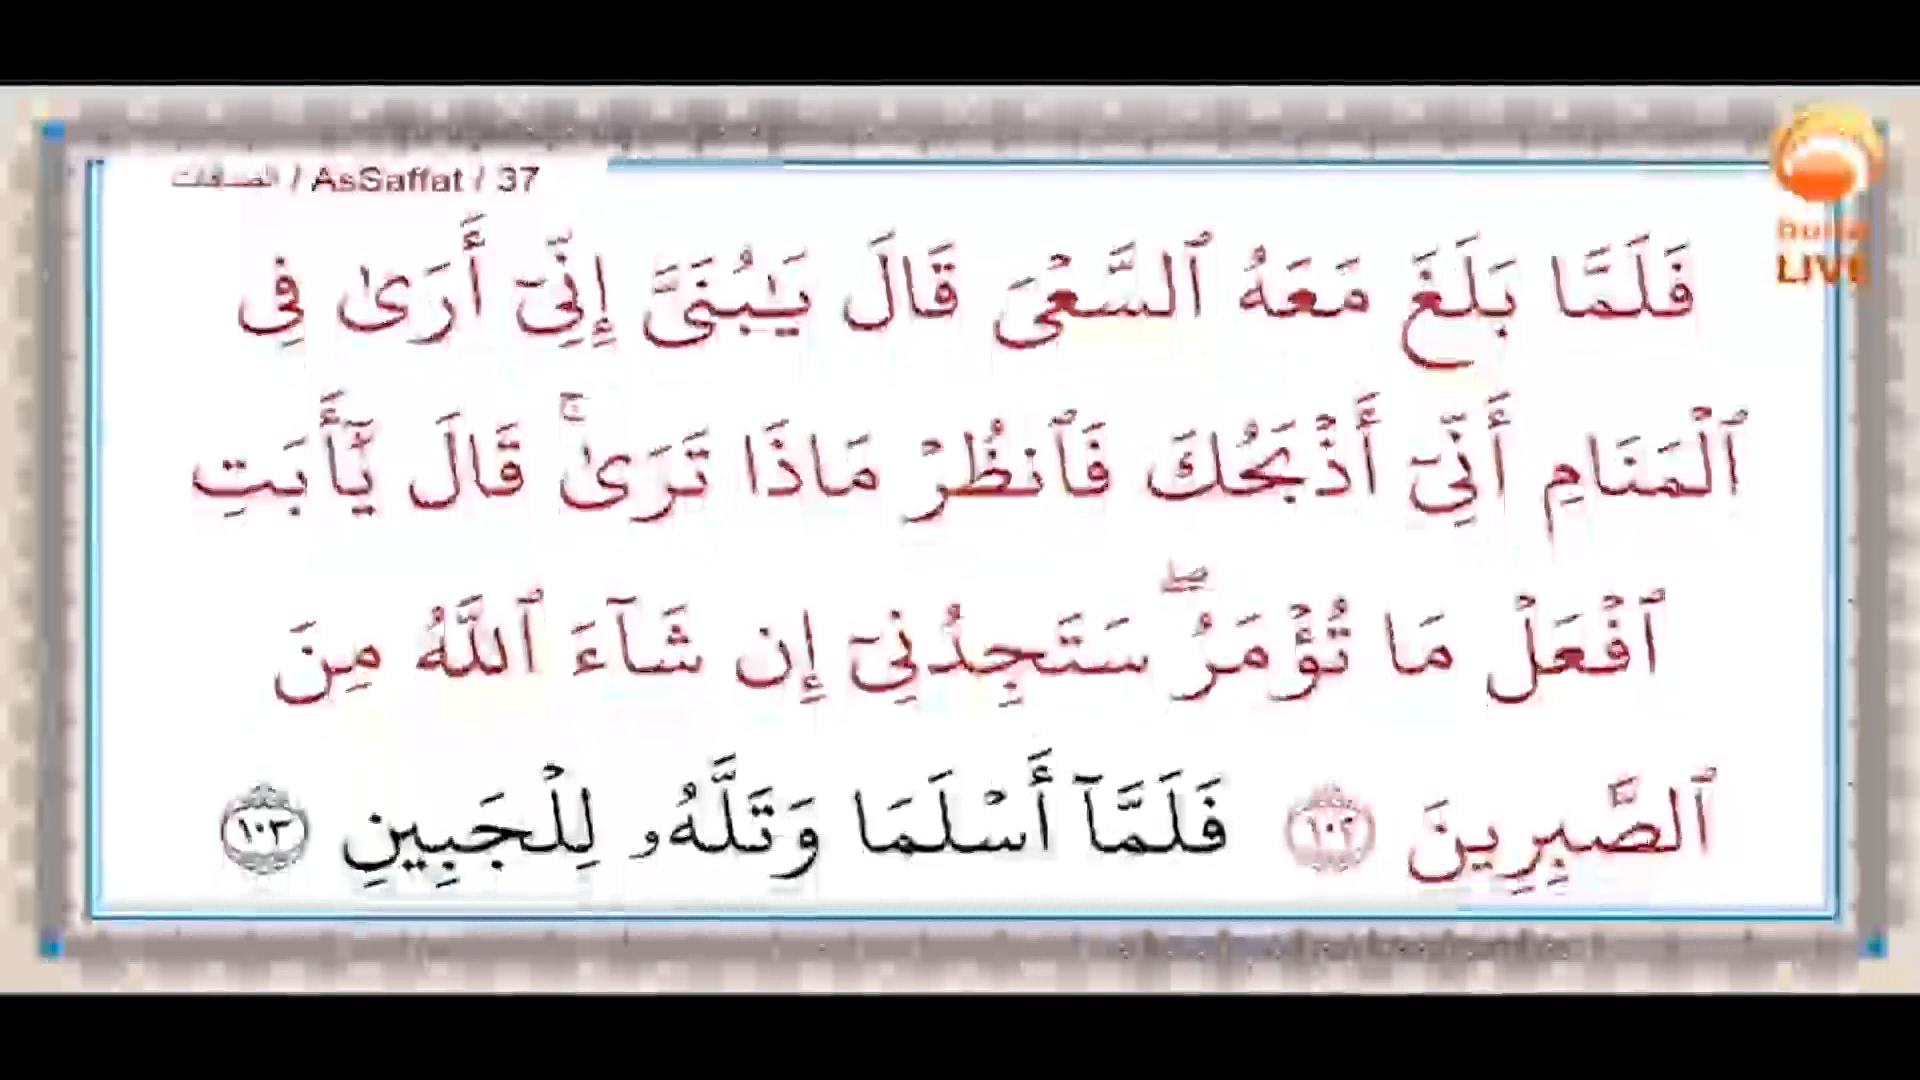 الصافات / AsSaffat / 37
huda
LIVE
فَلَمَّا بَلَغَ مَعَهُ ٱلسَّعْىَ قَالَ يَـٰبُنَىَّ إِنِّىٓ أَرَىٰ فِى
ٱلْمَنَامِ أَنِّىٓ أَذْبَحُكَ فَٱنظُرْ مَاذَا تَرَىٰ ۚ قَالَ يَـٰٓأَبَتِ
ٱفْعَلْ مَا تُؤْمَرُ ۖ سَتَجِدُنِىٓ إِن شَآءَ ٱللَّهُ مِنَ
ٱلصَّـٰبِرِينَ ١٠٢ فَلَمَّآ أَسْلَمَا وَتَلَّهُۥ لِلْجَبِينِ ١٠٣